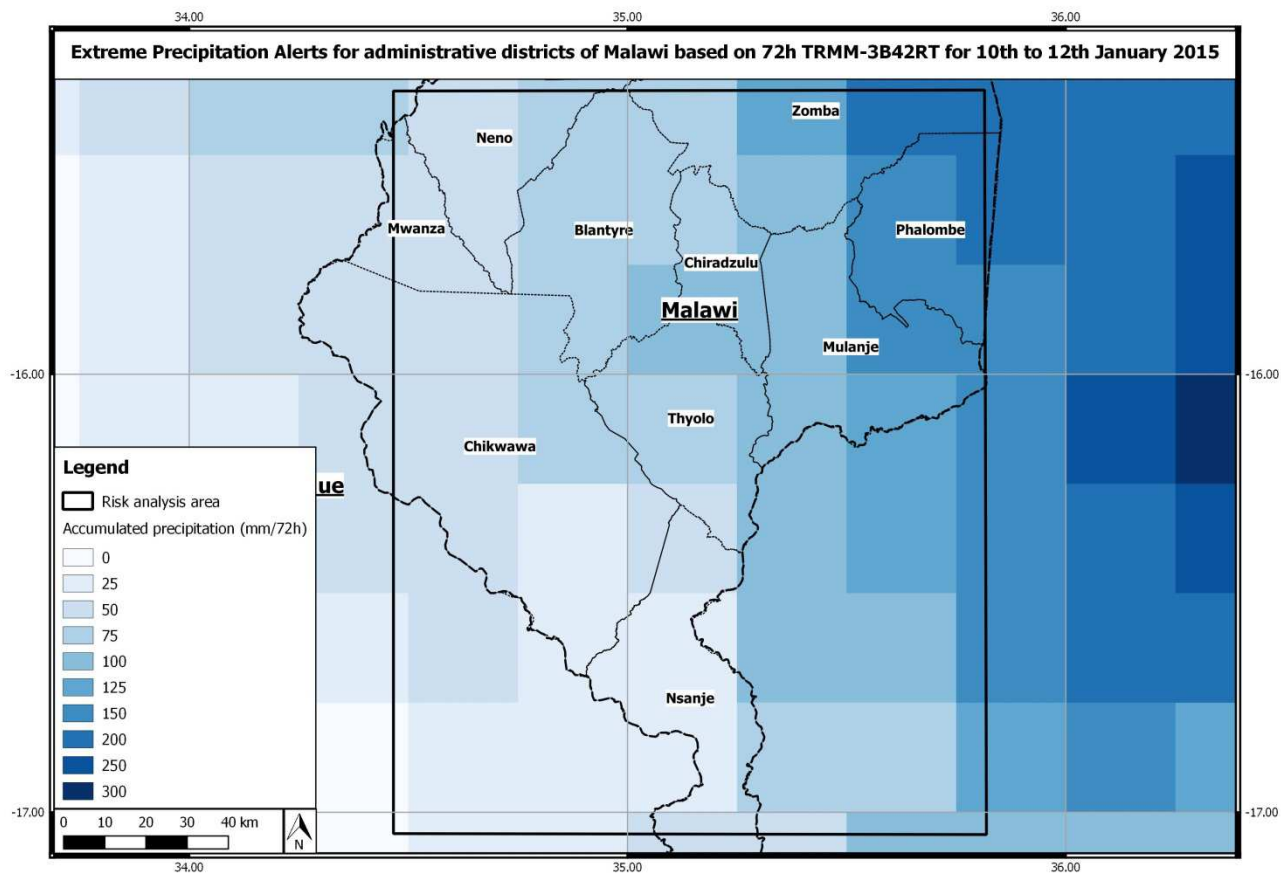 34.00 35.00 36.00
Extreme Precipitation Alerts for administrative districts of Malawi based on 72h TRMM-3B42RT for 10th to 12th January 2015
Zomba
Neno
Mwanza
Blantyre
Phalombe
Chiradzulu
Malawi
Mulanje
-16.00 -16.00
Thyolo
Chikwawa
ue
Legend
Risk analysis area
Accumulated precipitation (mm/72h)
0
25
50
75
100
125
150
200
250
300
Nsanje
-17.00 -17.00
0 10 20 30 40 km
N
34.00 35.00 36.00